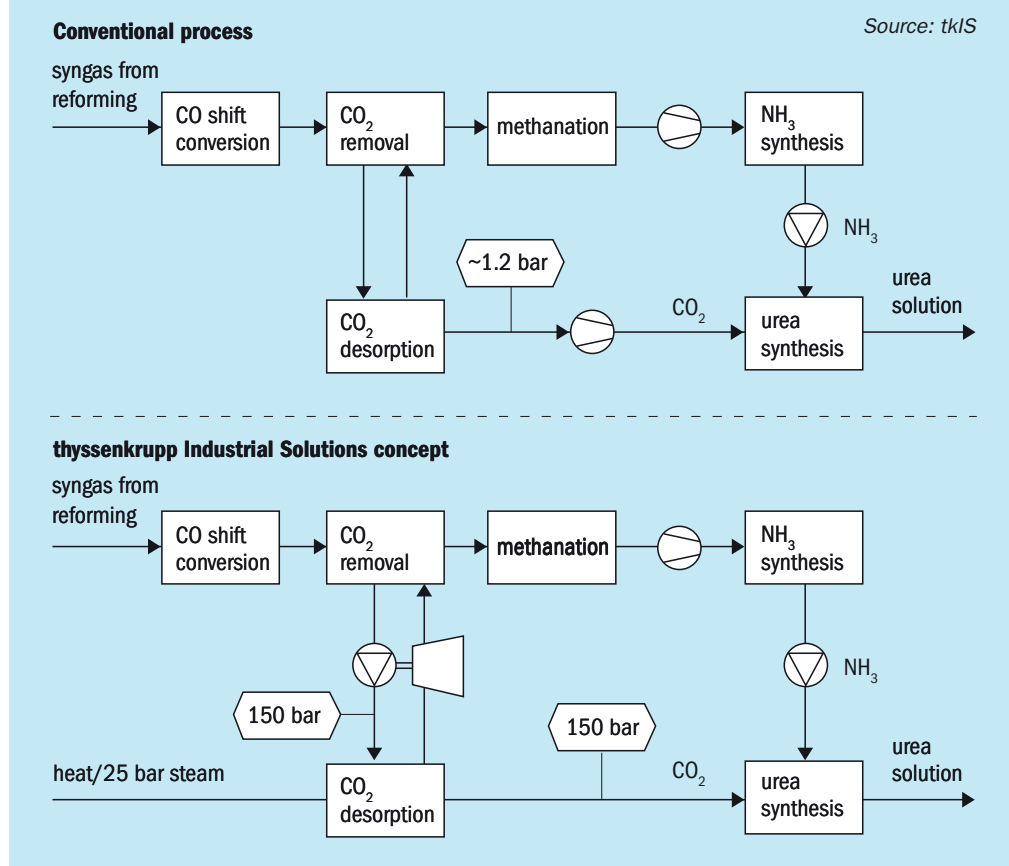 Conventional process
Source: tkIS
syngas from
reforming
CO shift
conversion
CO2
removal
methanation
NH3
synthesis
NH3
~1.2 bar
CO2
desorption
CO2
urea
synthesis
urea
solution
thyssenkrupp Industrial Solutions concept
syngas from
reforming
CO shift
conversion
CO2
removal
methanation
NH3
synthesis
NH3
150 bar
150 bar
heat/25 bar steam
CO2
desorption
CO2
urea
synthesis
urea
solution